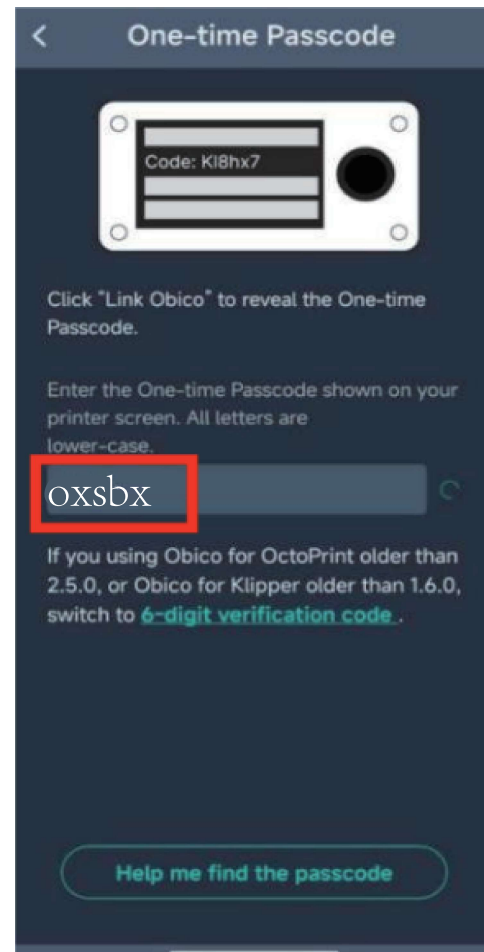 One-time Passcode
Code: Kl8hx7
Click "Link Obico" to reveal the One-time
Passcode.
Enter the One-time Passcode shown on your
printer screen. All letters are
lower-case.
oxsbx
If you using Obico for OctoPrint older than
2.5.0, or Obico for Klipper older than 1.6.0,
switch to 6-digit verification code .
Help me find the passcode